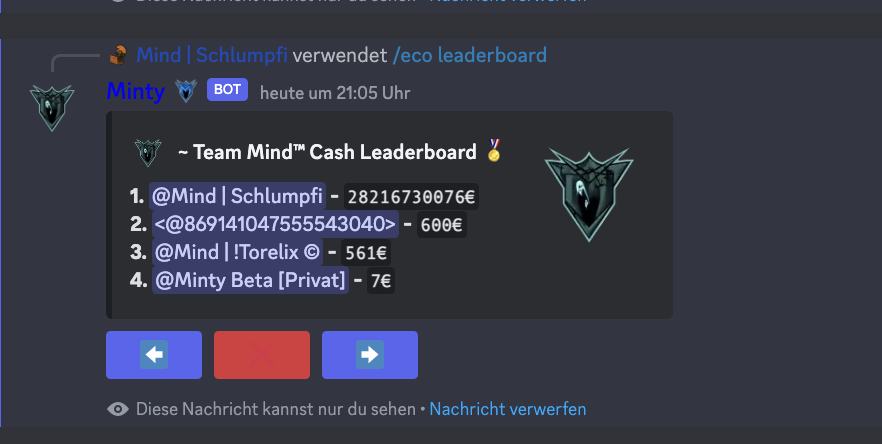 Diese Nachricht kannst nur du sehen • Nachricht verwerfen
Mind | Schlumpfi verwendet /eco leaderboard
Minty BOT heute um 21:05 Uhr
~ Team Mind™ Cash Leaderboard
1. @Mind | Schlumpfi - 28216730076€
2. <@869141047555543040> - 600€
3. @Mind | !Torelix © - 561€
4. @Minty Beta [Privat] - 7€
Diese Nachricht kannst nur du sehen • Nachricht verwerfen